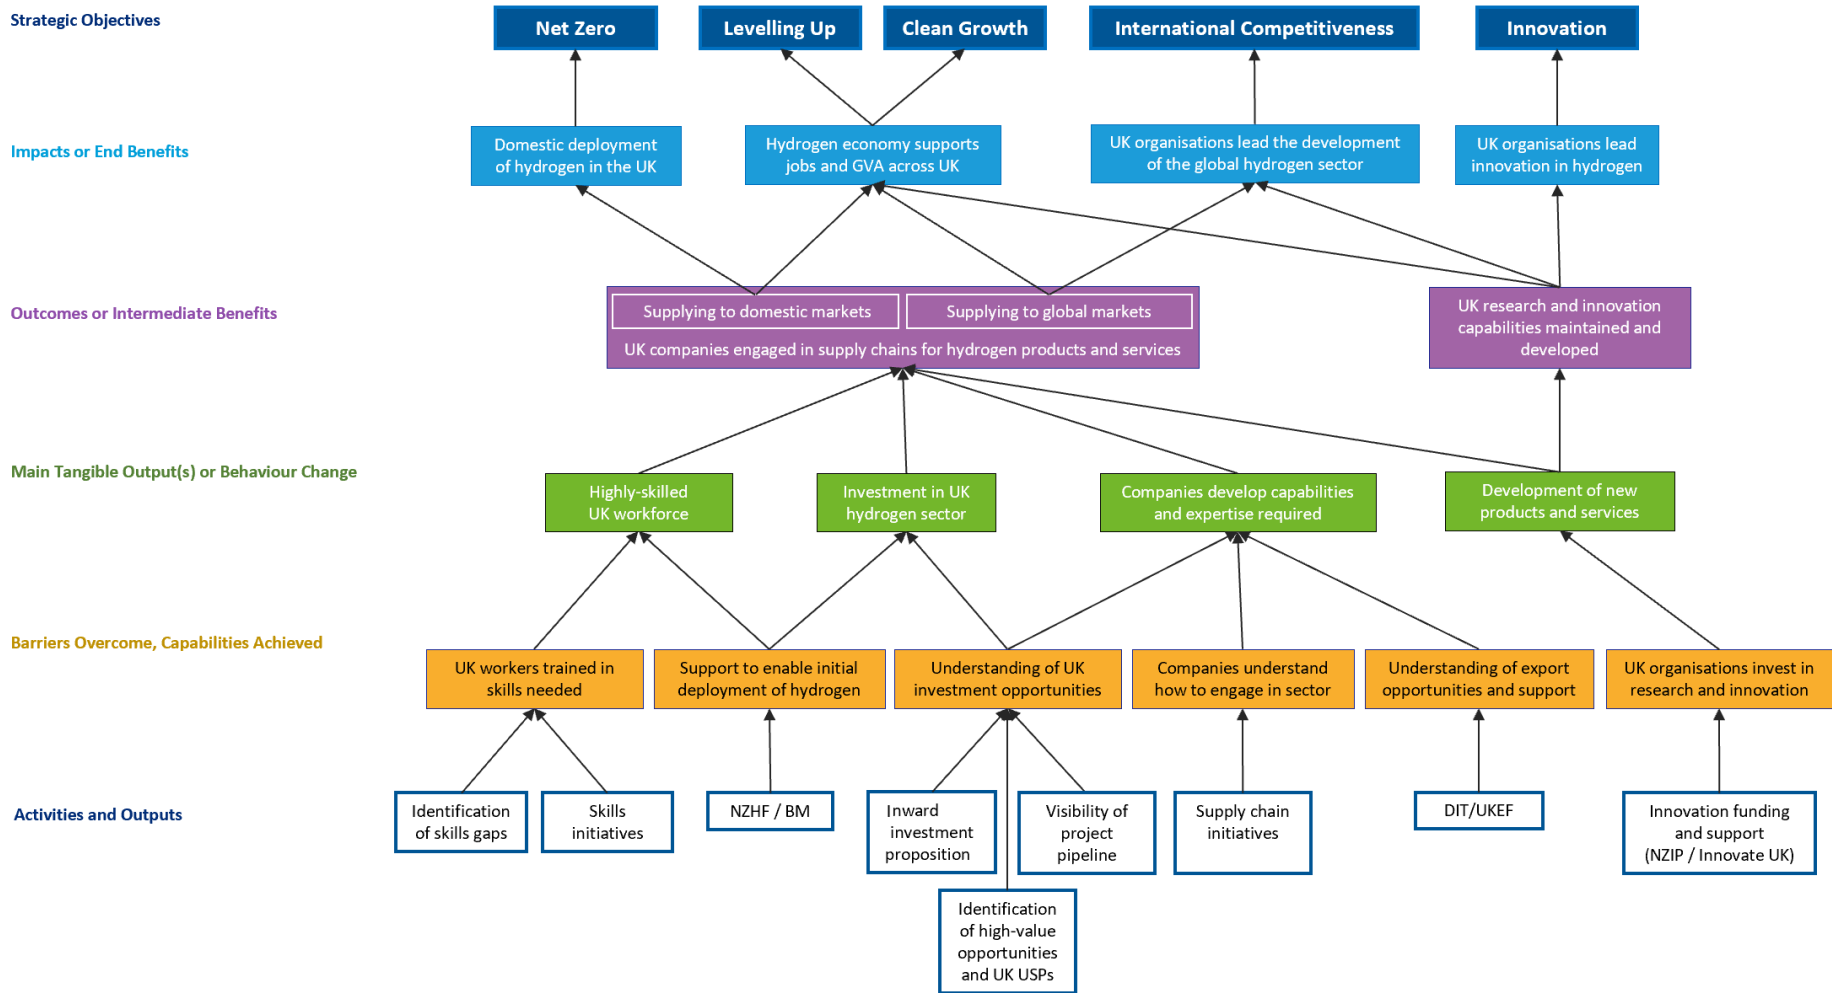 Strategic Objectives
Net Zero
Levelling Up
Clean Growth
International Competitiveness
Innovation
Impacts or End Benefits
Domestic deployment
of hydrogen in the UK
Hydrogen economy supports
jobs and GVA across UK
UK organisations lead the development
of the global hydrogen sector
UK organisations lead
innovation in hydrogen
Outcomes or Intermediate Benefits
Supplying to domestic markets
Supplying to global markets
UK companies engaged in supply chains for hydrogen products and services
UK research and innovation
capabilities maintained and
developed
Main Tangible Output(s) or Behaviour Change
Highly-skilled
UK workforce
Investment in UK
hydrogen sector
Companies develop capabilities
and expertise required
Development of new
products and services
Barriers Overcome, Capabilities Achieved
UK workers trained in
skills needed
Support to enable initial
deployment of hydrogen
Understanding of UK
investment opportunities
Companies understand
how to engage in sector
Understanding of export
opportunities and support
UK organisations invest in
research and innovation
Activities and Outputs
Identification
of skills gaps
Skills
initiatives
NZHF / BM
Inward
investment
proposition
Visibility of
project
pipeline
Supply chain
initiatives
DIT/UKEF
Innovation funding
and support
(NZIP / Innovate UK)
Identification
of high-value
opportunities
and UK USPs